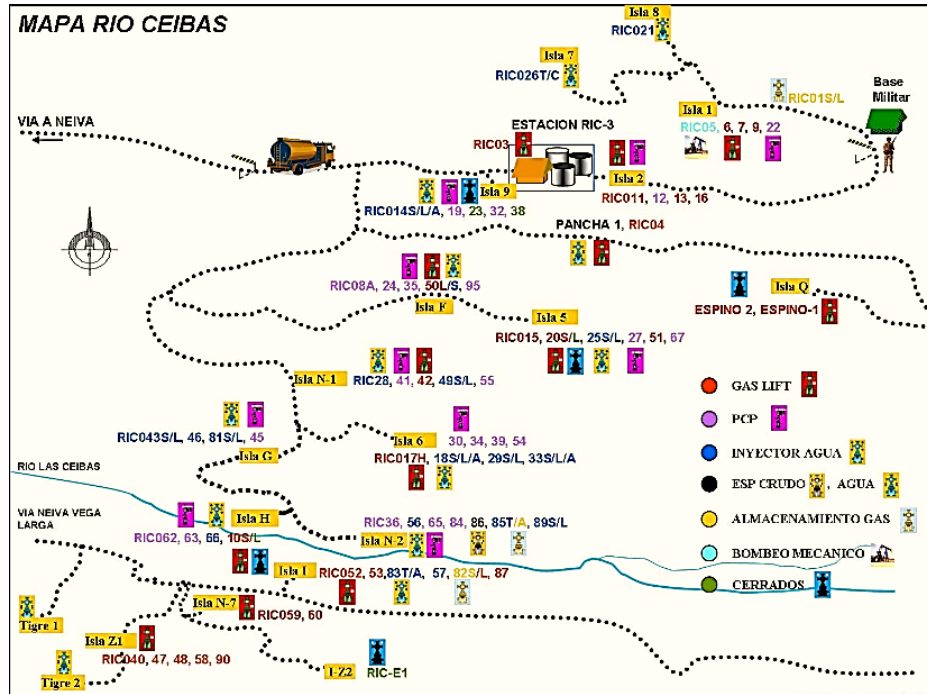 MAPA RIO CEIBAS
Isla 8
RIC021
Isla 7
RIC026T/C
RIC01S/L
Base
Militar
Isla 1
RIC05, 6, 7, 9, 22
VIA A NEIVA
ESTACION RIC-3
RIC03
Isla 2
RIC011, 12, 13, 16
Isla 9
RIC014S/L/A, 19, 23, 32, 38
PANCHA 1, RIC04
RIC08A, 24, 35, 50L/S, 95
Isla F
Isla Q
ESPINO 2, ESPINO-1
Isla 5
RIC015, 20S/L, 25S/L, 27, 51, 67
Isla N-1
RIC28, 41, 42, 49S/L, 55
GAS LIFT
PCP
INYECTOR AGUA
ESP CRUDO , AGUA
ALMACENAMIENTO GAS
BOMBEO MECANICO
CERRADOS
RIC043S/L, 46, 81S/L, 45
Isla G
Isla 6
30, 34, 39, 54
RIC017H, 18S/L/A, 29S/L, 33S/L/A
RIO LAS CEIBAS
VIA NEIVA VEGA
LARGA
Isla H
RIC062, 63, 66, 10S/L
RIC36, 56, 65, 84, 86, 85T/A, 89S/L
Isla N-2
Isla I
RIC052, 53,83T/A, 57, 82S/L, 87
Isla N-7
RIC059, 60
Tigre 1
Isla Z1
RIC040, 47, 48, 58, 90
Tigre 2
I-Z2
RIC-E1